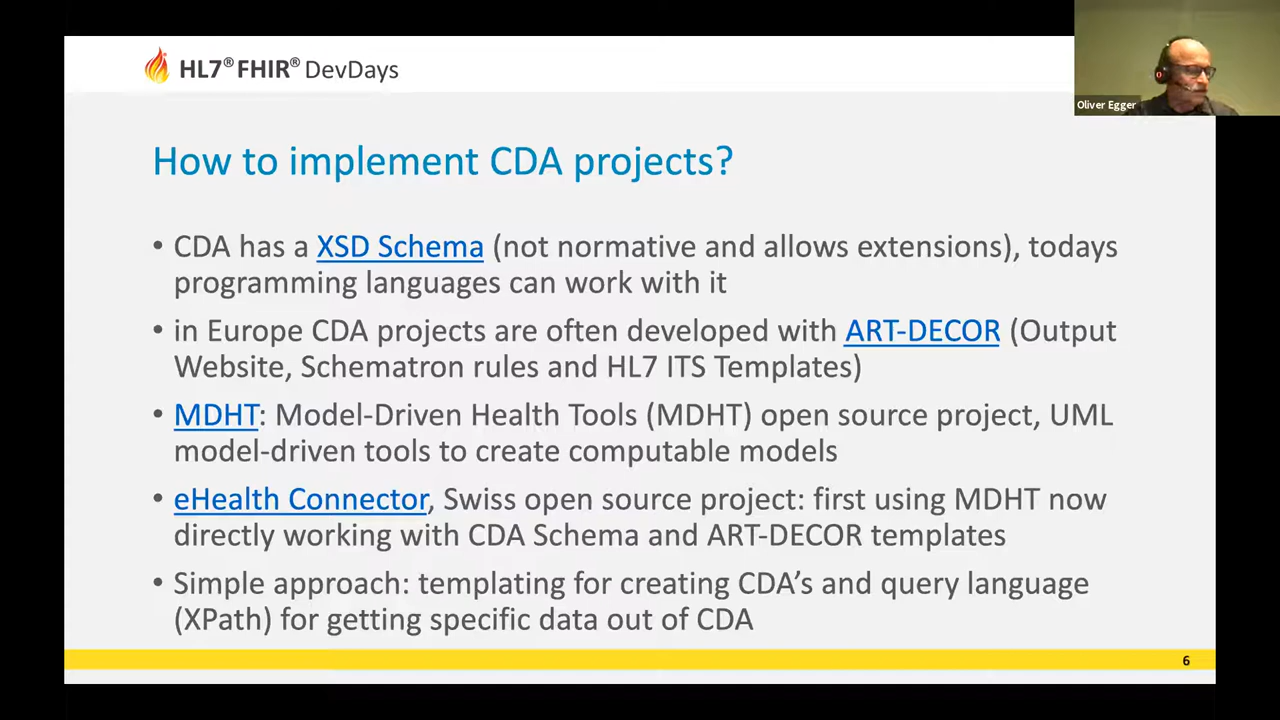 HL7® FHIR® DevDays
Oliver Egger
How to implement CDA projects?
• CDA has a XSD Schema (not normative and allows extensions), todays
programming languages can work with it
• in Europe CDA projects are often developed with ART-DECOR (Output
Website, Schematron rules and HL7 ITS Templates)
• MDHT: Model-Driven Health Tools (MDHT) open source project, UML
model-driven tools to create computable models
• eHealth Connector, Swiss open source project: first using MDHT now
directly working with CDA Schema and ART-DECOR templates
• Simple approach: templating for creating CDA’s and query language
(XPath) for getting specific data out of CDA
6